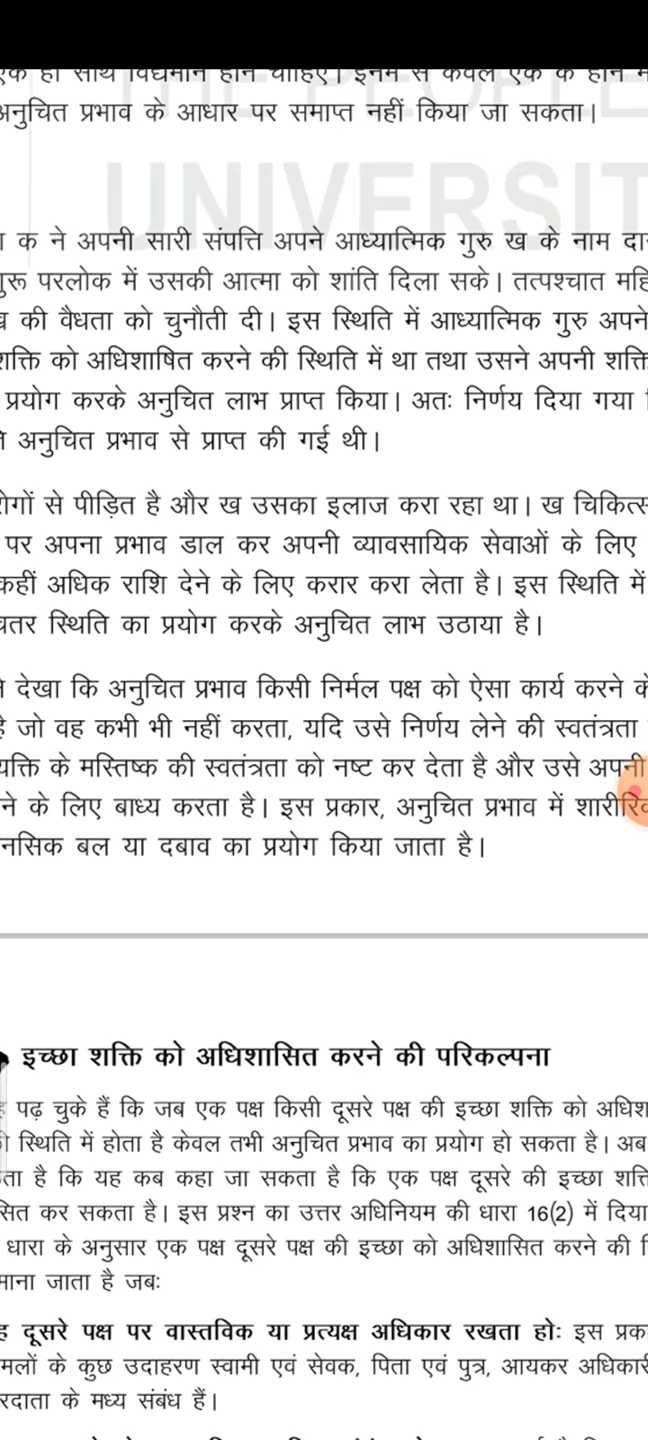 एक ही साथ विद्यमान होने चाहिए। इनमें से केवल एक के होने
THE PEOPLE
अनुचित प्रभाव के आधार पर समाप्त नहीं किया जा सकता।
UNIVERSIT
क ने अपनी सारी संपत्ति अपने आध्यात्मिक गुरु ख के नाम
गुरू परलोक में उसकी आत्मा को शांति दिला सके। तत्पश्चात
की वैधता को चुनौती दी। इस स्थिति में आध्यात्मिक गुरु अपने
शक्ति को अधिशाषित करने की स्थिति में था तथा उसने अपनी
प्रयोग करके अनुचित लाभ प्राप्त किया। अतः निर्णय दिया गया
अनुचित प्रभाव से प्राप्त की गई थी।
रोगों से पीड़ित है और ख उसका इलाज करा रहा था। ख
पर अपना प्रभाव डाल कर अपनी व्यावसायिक सेवाओं के लिए
कहीं अधिक राशि देने के लिए करार करा लेता है। इस स्थिति में
स्थिति का प्रयोग करके अनुचित लाभ उठाया है।
देखा कि अनुचित प्रभाव किसी निर्मल पक्ष को ऐसा कार्य करने
है जो वह कभी भी नहीं करता, यदि उसे निर्णय लेने की स्वतंत्रता
के मस्तिष्क की स्वतंत्रता को नष्ट कर देता है और उसे अपनी
के लिए बाध्य करता है। इस प्रकार, अनुचित प्रभाव में
बल या दबाव का प्रयोग किया जाता है।
इच्छा शक्ति को अधिशासित करने की परिकल्पना
पढ़ चुके हैं कि जब एक पक्ष किसी दूसरे पक्ष की इच्छा शक्ति को
स्थिति में होता है केवल तभी अनुचित प्रभाव का प्रयोग हो सकता है। अब
है कि यह कब कहा जा सकता है कि एक पक्ष दूसरे की इच्छा
कर सकता है। इस प्रश्न का उत्तर अधिनियम की धारा 16(2) में दिया
धारा के अनुसार एक पक्ष दूसरे पक्ष की इच्छा को अधिशासित करने की
माना जाता है जबः
दूसरे पक्ष पर वास्तविक या प्रत्यक्ष अधिकार रखता होः इस
के कुछ उदाहरण स्वामी एवं सेवक, पिता एवं पुत्र, आयकर
के मध्य संबंध हैं।